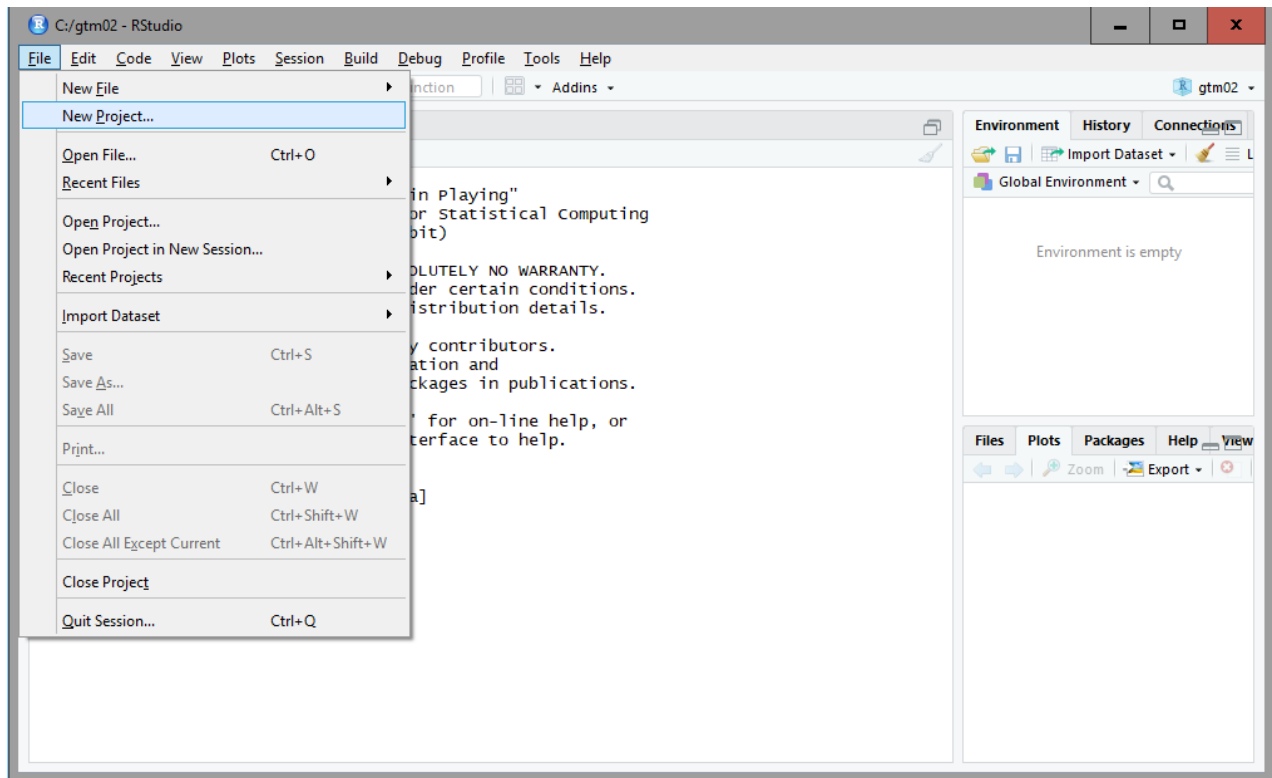 R C:/gtm02 - RStudio
File Edit Code View Plots Session Build Debug Profile Tools Help
Addins
R gtm02
New File
New Project...
Open File... Ctrl+O
Recent Files
Open Project...
Open Project in New Session...
Recent Projects
Import Dataset
Save Ctrl+S
Save As...
Save All Ctrl+Alt+S
Print...
Close Ctrl+W
Close All Ctrl+Shift+W
Close All Except Current Ctrl+Alt+Shift+W
Close Project
Quit Session... Ctrl+Q
in Playing"
or Statistical Computing
bit)
OLUTELY NO WARRANTY.
der certain conditions.
istribution details.
y contributors.
ation and
ckages in publications.
' for on-line help, or
terface to help.
a]
Environment History Connections
Import Dataset L
Global Environment
Environment is empty
Files Plots Packages Help View
Zoom Export